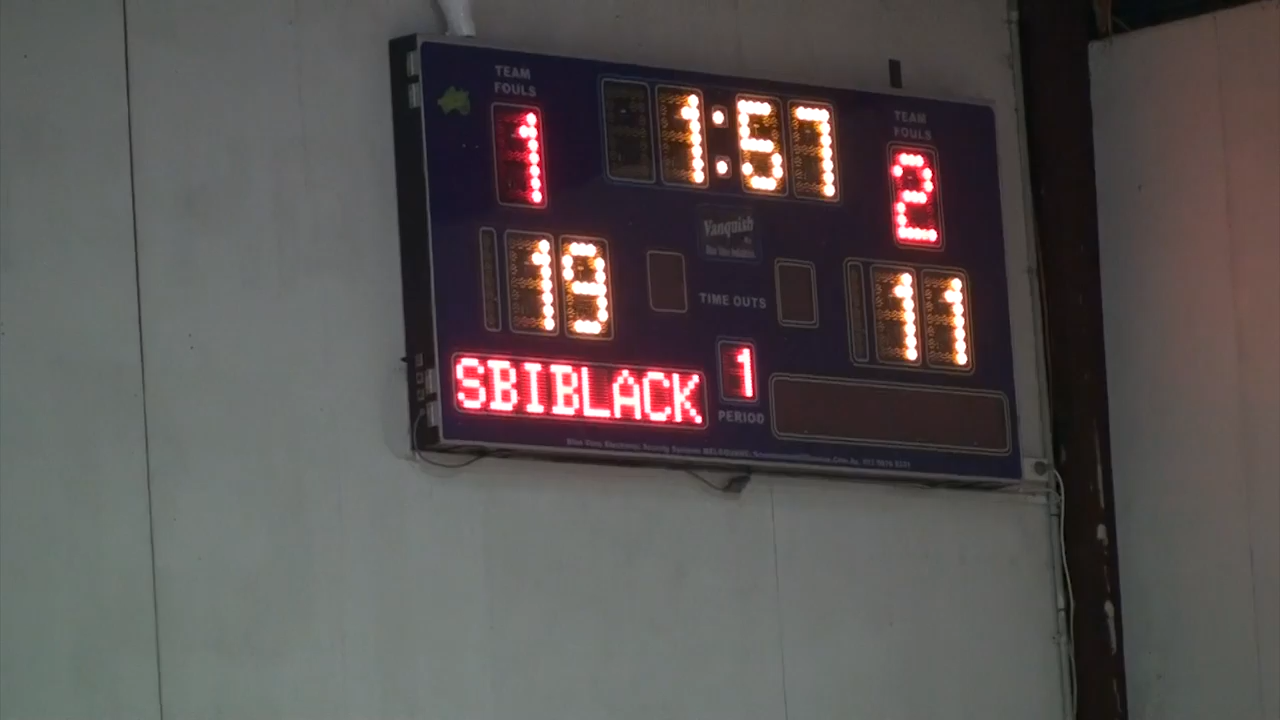 TEAM
FOULS
1
1:57
TEAM
FOULS
2
Vanquish
19
TIME OUTS
11
SBIBLACK
1
PERIOD